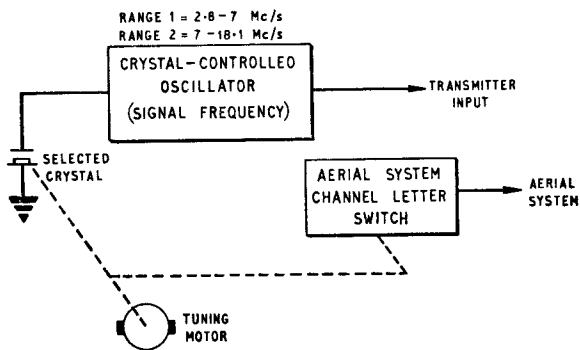 RANGE 1 = 2·8-7 Mc/s
RANGE 2 = 7-18·1 Mc/s
CRYSTAL-CONTROLLED
OSCILLATOR
(SIGNAL FREQUENCY)
TRANSMITTER
INPUT
SELECTED
CRYSTAL
AERIAL SYSTEM
CHANNEL LETTER
SWITCH
AERIAL
SYSTEM
TUNING
MOTOR